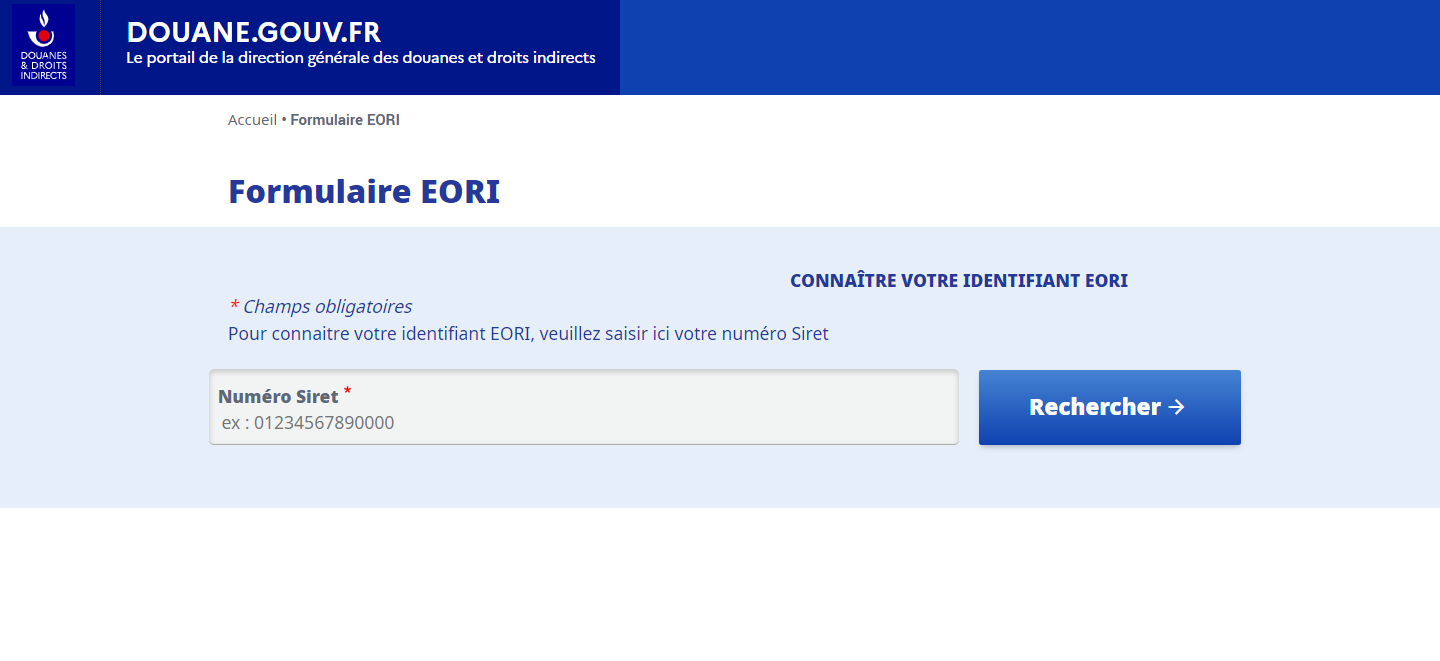 DOUANES
& DROITS
INDIRECTS
DOUANE.GOUV.FR
Le portail de la direction générale des douanes et droits indirects
Accueil • Formulaire EORI
Formulaire EORI
CONNAÎTRE VOTRE IDENTIFIANT EORI
* Champs obligatoires
Pour connaitre votre identifiant EORI, veuillez saisir ici votre numéro Siret
Numéro Siret *
ex : 01234567890000
Rechercher →